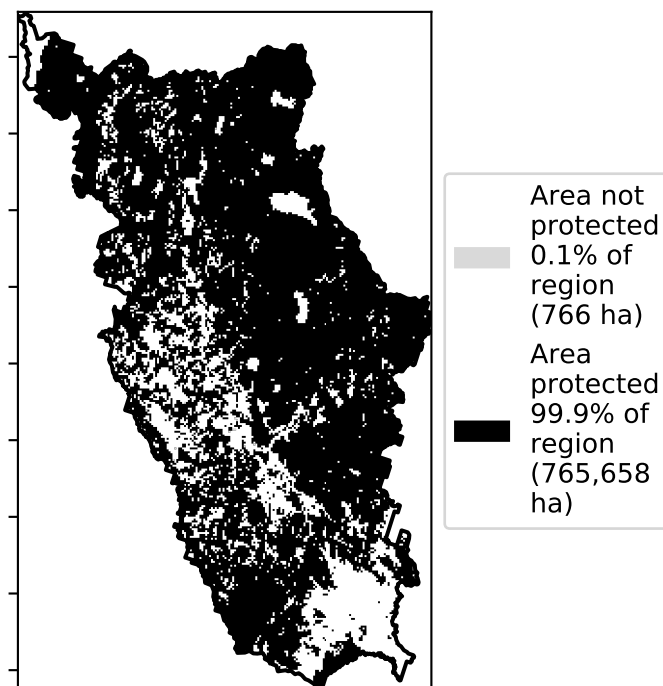 Area not
protected
0.1% of
region
(766 ha)
Area
protected
99.9% of
region
(765,658
ha)